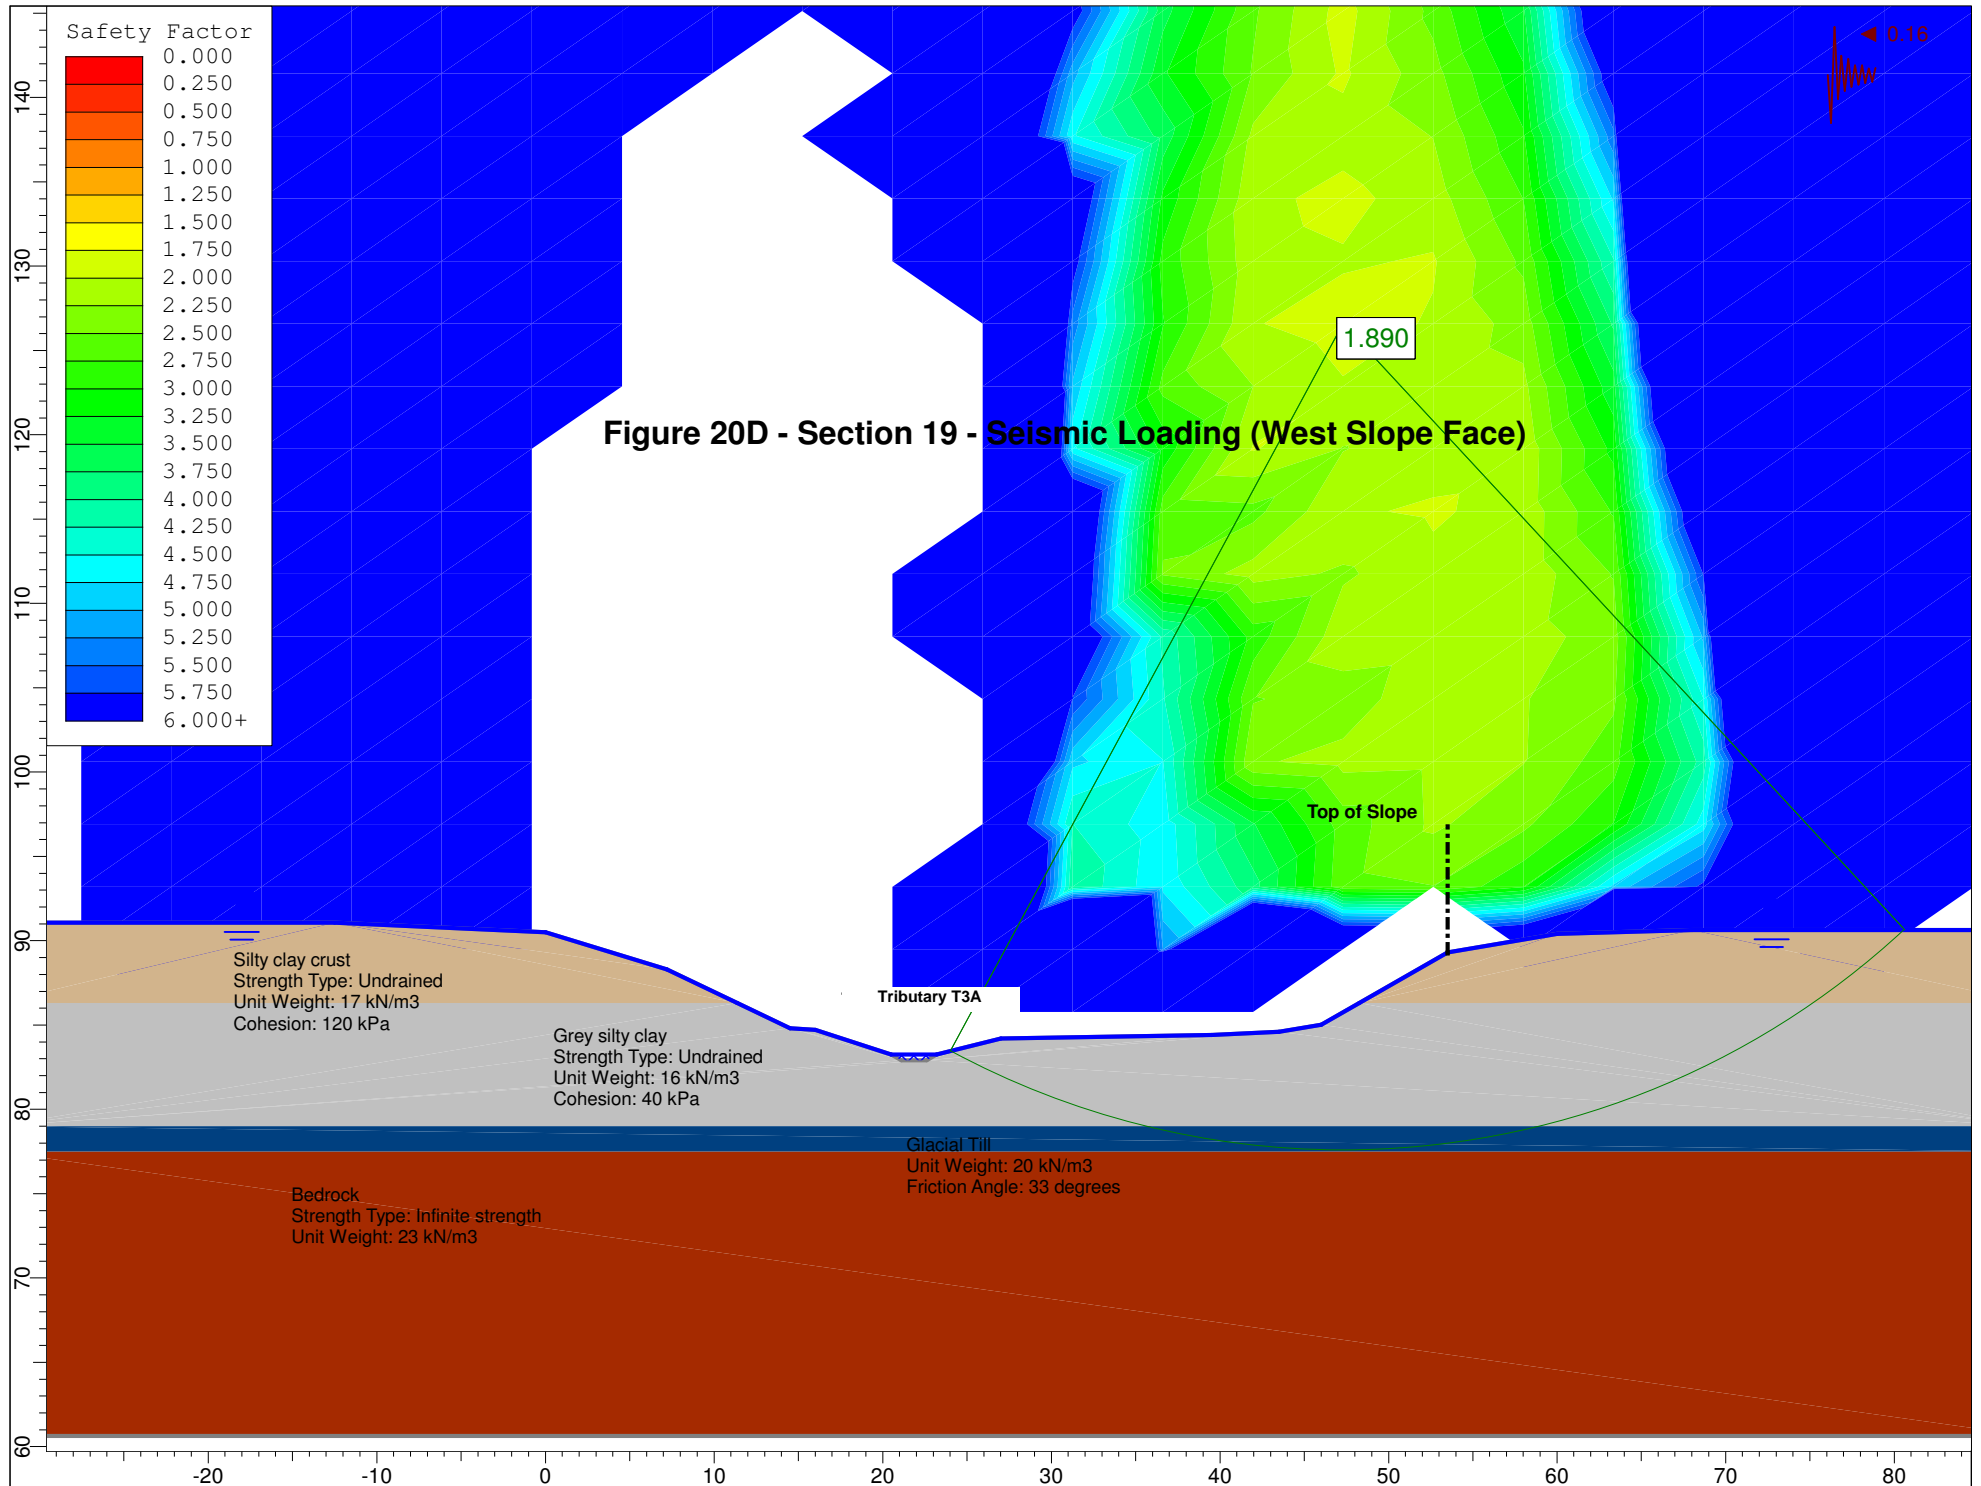 Safety Factor
0.000
0.250
0.500
0.750
1.000
1.250
1.500
1.750
2.000
2.250
2.500
2.750
3.000
3.250
3.500
3.750
4.000
4.250
4.500
4.750
5.000
5.250
5.500
5.750
6.000+
0.16
1.890
Figure 20D - Section 19 - Seismic Loading (West Slope Face)
Top of Slope
Silty clay crust
Strength Type: Undrained
Unit Weight: 17 kN/m3
Cohesion: 120 kPa
Tributary T3A
Grey silty clay
Strength Type: Undrained
Unit Weight: 16 kN/m3
Cohesion: 40 kPa
Glacial Till
Unit Weight: 20 kN/m3
Friction Angle: 33 degrees
Bedrock
Strength Type: Infinite strength
Unit Weight: 23 kN/m3
140
130
120
110
100
90
80
70
60
-20
-10
0
10
20
30
40
50
60
70
80